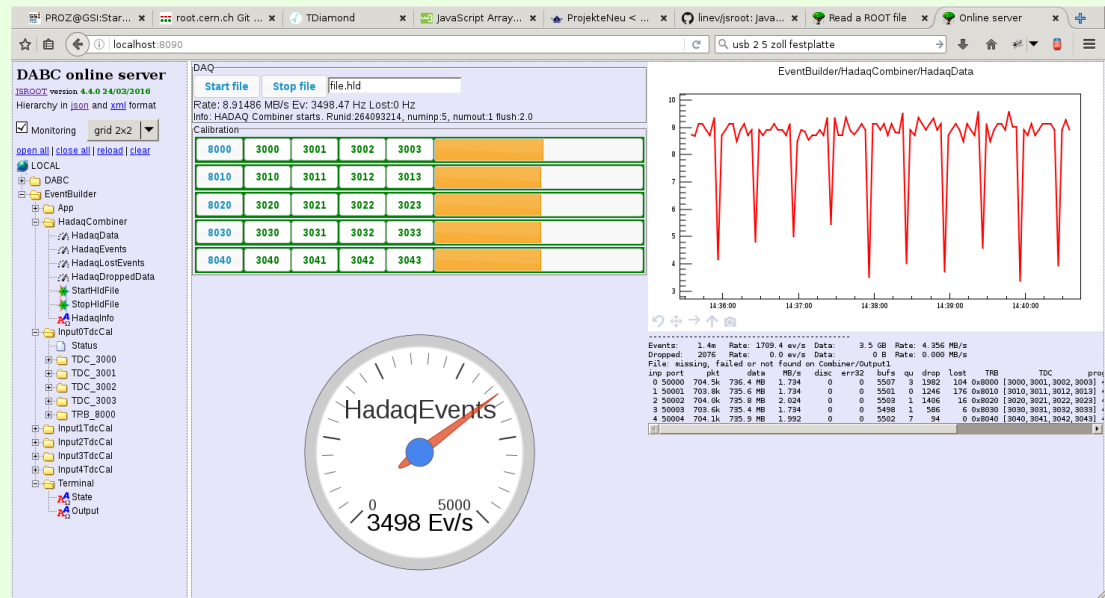 PROZ@GSI:Star... × root.cern.ch Git ... × TDiamond × JavaScript Array... × ProjekteNeu < ... × linev/jsroot: Java... × Read a ROOT file × Online server ×
localhost:8090
usb 2 5 zoll festplatte
DABC online server
JSROOT version 4.4.0 24/03/2016
Hierarchy in json and xml format
Monitoring grid 2x2
open all | close all | reload | clear
LOCAL
DABC
EventBuilder
App
HadaqCombiner
HadaqData
HadaqEvents
HadaqLostEvents
HadaqDroppedData
StartHldFile
StopHldFile
HadaqInfo
Input0TdcCal
Status
TDC_3000
TDC_3001
TDC_3002
TDC_3003
TRB_8000
Input1TdcCal
Input2TdcCal
Input3TdcCal
Input4TdcCal
Terminal
State
Output
DAQ
Start file Stop file file.hld
Rate: 8.91486 MB/s Ev: 3498.47 Hz Lost:0 Hz
Info: HADAQ Combiner starts. Runid:264093214, numinp:5, numout:1 flush:2.0
Calibration
8000 3000 3001 3002 3003
8010 3010 3011 3012 3013
8020 3020 3021 3022 3023
8030 3030 3031 3032 3033
8040 3040 3041 3042 3043
HadaqEvents
0 5000
3498 Ev/s
EventBuilder/HadaqCombiner/HadaqData
10
9
8
7
6
5
4
3
14:36:00 14:37:00 14:38:00 14:39:00 14:40:00
--------------------------------------------
Events: 1.4m Rate: 1709.4 ev/s Data: 3.5 GB Rate: 4.356 MB/s
Dropped: 2076 Rate: 0.0 ev/s Data: 0 B Rate: 0.000 MB/s
File: missing, failed or not found on Combiner/Output1
inp port pkt data MB/s disc err32 bufs qu drop lost TRB TDC prog
0 50000 704.5k 736.4 MB 1.734 0 0 5507 3 1982 104 0x8000 [3000,3001,3002,3003]
1 50001 703.8k 735.6 MB 1.734 0 0 5501 0 1246 176 0x8010 [3010,3011,3012,3013]
2 50002 704.0k 735.8 MB 2.024 0 0 5503 1 1406 16 0x8020 [3020,3021,3022,3023]
3 50003 703.6k 735.4 MB 1.734 0 0 5498 1 586 6 0x8030 [3030,3031,3032,3033]
4 50004 704.1k 735.9 MB 1.992 0 0 5502 7 94 0 0x8040 [3040,3041,3042,3043]